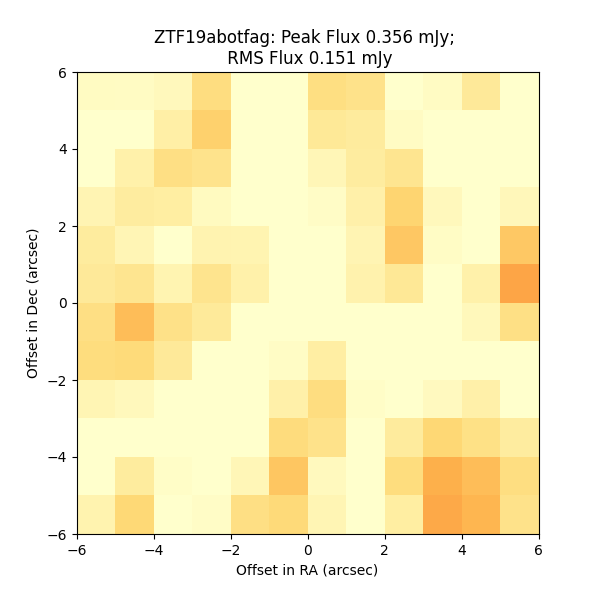 ZTF19abotfag: Peak Flux 0.356 mJy;
RMS Flux 0.151 mJy
6
4
2
0
−2
−4
−6
Offset in Dec (arcsec)
−6 −4 −2 0 2 4 6
Offset in RA (arcsec)